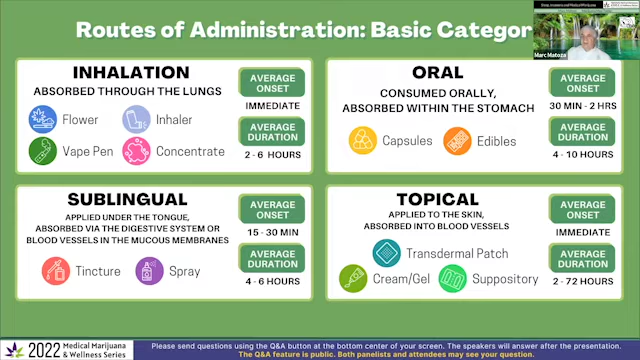 Routes of Administration: Basic Categor
Marc Matoza
INHALATION
ABSORBED THROUGH THE LUNGS
Flower
Inhaler
Vape Pen
Concentrate
AVERAGE
ONSET
IMMEDIATE
AVERAGE
DURATION
2 - 6 HOURS
ORAL
CONSUMED ORALLY,
ABSORBED WITHIN THE STOMACH
Capsules
Edibles
AVERAGE
ONSET
30 MIN - 2 HRS
AVERAGE
DURATION
4 - 10 HOURS
SUBLINGUAL
APPLIED UNDER THE TONGUE,
ABSORBED VIA THE DIGESTIVE SYSTEM OR
BLOOD VESSELS IN THE MUCOUS MEMBRANES
Tincture
Spray
AVERAGE
ONSET
15 - 30 MIN
AVERAGE
DURATION
4 - 6 HOURS
TOPICAL
APPLIED TO THE SKIN,
ABSORBED INTO BLOOD VESSELS
Transdermal Patch
Cream/Gel
Suppository
AVERAGE
ONSET
IMMEDIATE
AVERAGE
DURATION
2 - 72 HOURS
2022 Medical Marijuana
& Wellness Series
Please send questions using the Q&A button at the bottom center of your screen. The speakers will answer after the presentation.
The Q&A feature is public. Both panelists and attendees may see your question.